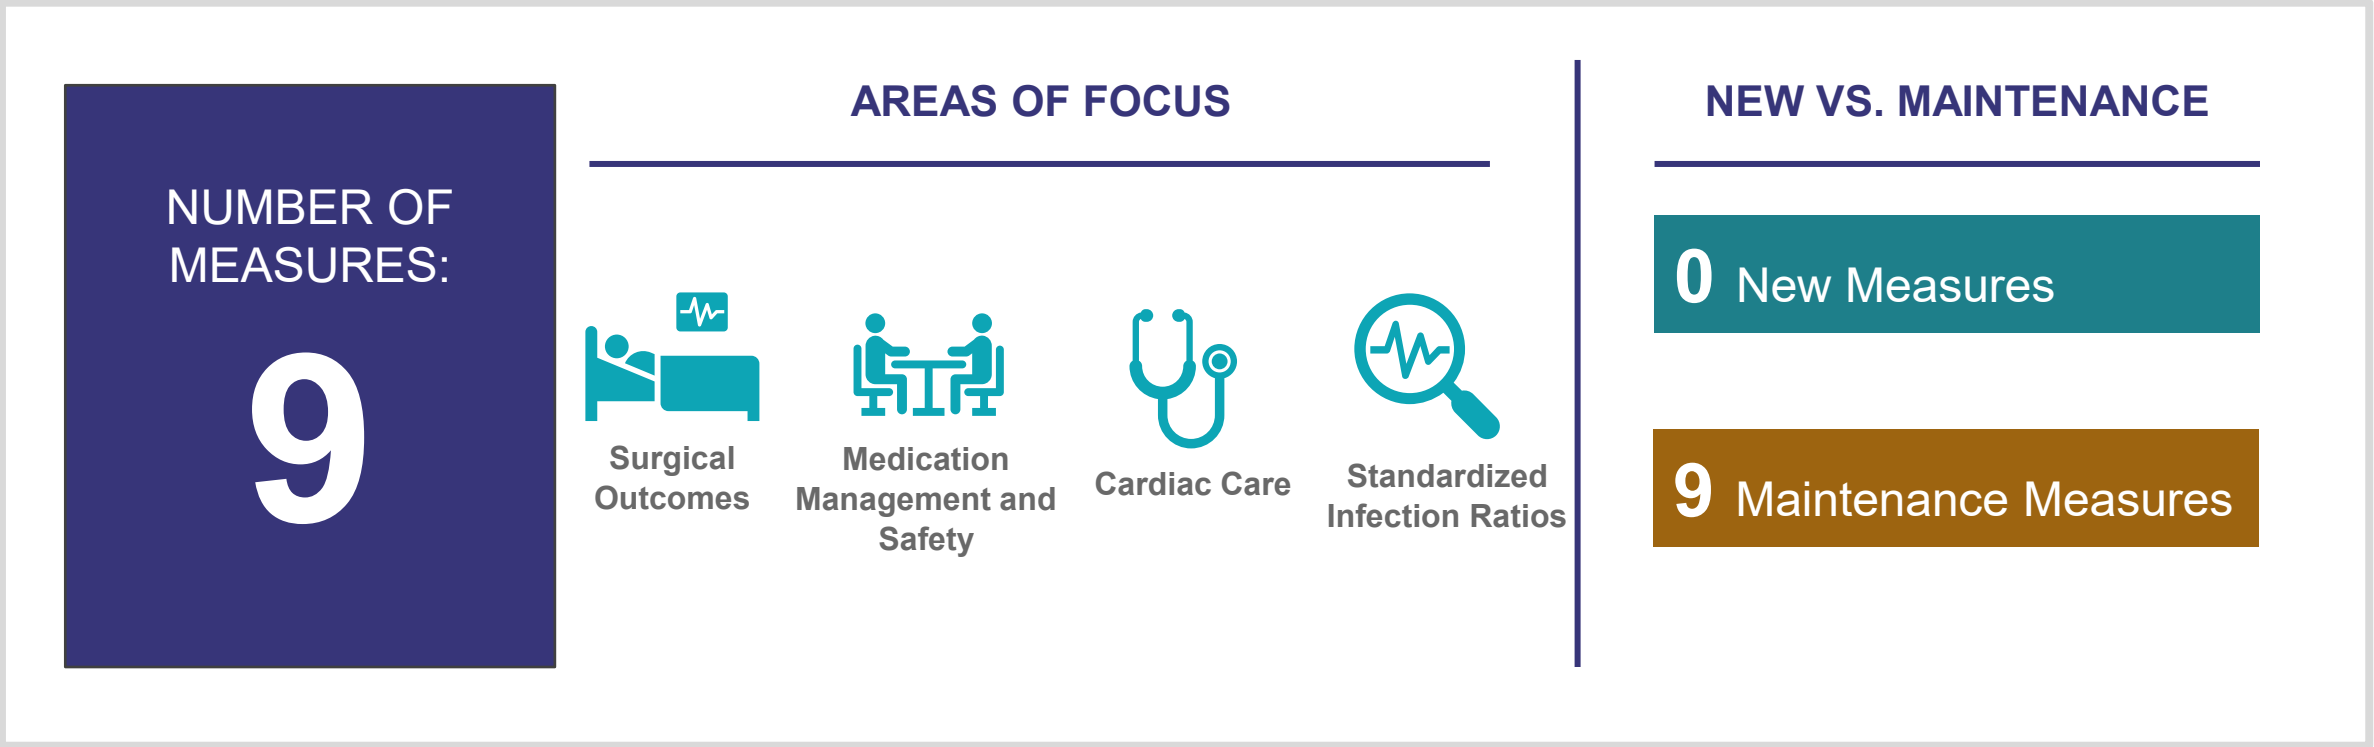 NUMBER OF
MEASURES:
9
AREAS OF FOCUS
Surgical
Outcomes
Medication
Management and
Safety
Cardiac Care
Standardized
Infection Ratios
NEW VS. MAINTENANCE
0 New Measures
9 Maintenance Measures